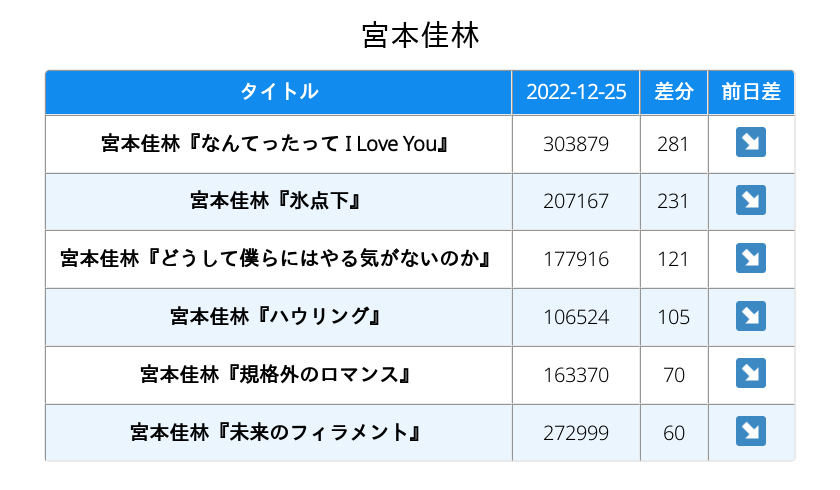 宮本佳林
タイトル 2022-12-25 差分 前日差
宮本佳林『なんてったって I Love You』 303879 281 ↘
宮本佳林『氷点下』 207167 231 ↘
宮本佳林『どうして僕らにはやる気がないのか』 177916 121 ↘
宮本佳林『ハウリング』 106524 105 ↘
宮本佳林『規格外のロマンス』 163370 70 ↘
宮本佳林『未来のフィラメント』 272999 60 ↘